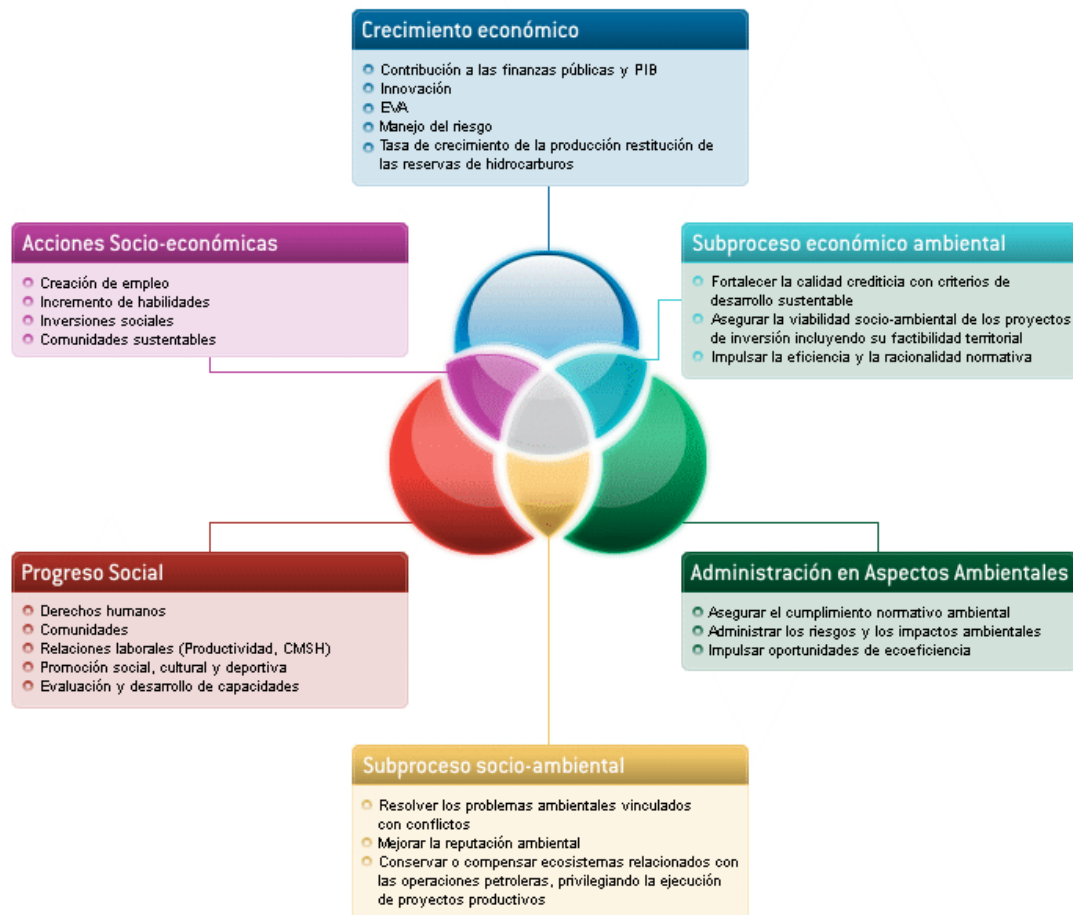 Crecimiento económico
Contribución a las finanzas públicas y PIB
Innovación
EVA
Manejo del riesgo
Tasa de crecimiento de la producción restitución de
las reservas de hidrocarburos
Acciones Socio-económicas
Creación de empleo
Incremento de habilidades
Inversiones sociales
Comunidades sustentables
Subproceso económico ambiental
Fortalecer la calidad crediticia con criterios de
desarrollo sustentable
Asegurar la viabilidad socio-ambiental de los proyectos
de inversión incluyendo su factibilidad territorial
Impulsar la eficiencia y la racionalidad normativa
Progreso Social
Derechos humanos
Comunidades
Relaciones laborales (Productividad, CMSH)
Promoción social, cultural y deportiva
Evaluación y desarrollo de capacidades
Administración en Aspectos Ambientales
Asegurar el cumplimiento normativo ambiental
Administrar los riesgos y los impactos ambientales
Impulsar oportunidades de ecoeficiencia
Subproceso socio-ambiental
Resolver los problemas ambientales vinculados
con conflictos
Mejorar la reputación ambiental
Conservar o compensar ecosistemas relacionados con
las operaciones petroleras, privilegiando la ejecución
de proyectos productivos